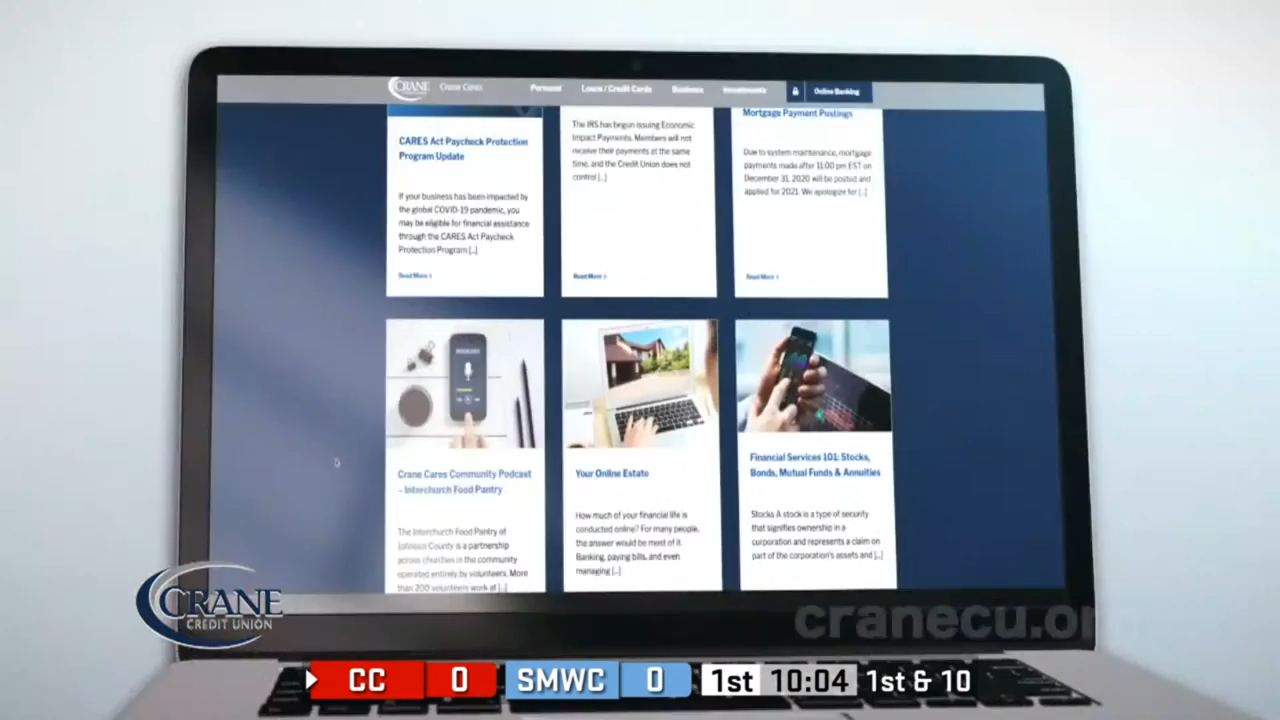 CRANE
Crane Cares
Personal
Loans / Credit Cards
Business
Investments
Online Banking
CARES Act Paycheck Protection
Program Update
If your business has been impacted by
the global COVID-19 pandemic, you
may be eligible for financial assistance
through the CARES Act Paycheck
Protection Program [...]
Read More >
The IRS has begun issuing Economic
Impact Payments. Members will not
receive their payments at the same
time, and the Credit Union does not
control [...]
Read More >
Mortgage Payment Postings
Due to system maintenance, mortgage
payments made after 11:00 pm EST on
December 31, 2020 will be posted and
applied for 2021. We apologize for [...]
Read More >
Crane Cares Community Podcast
– Interchurch Food Pantry
The Interchurch Food Pantry of
Johnson County is a partnership
across churches in the community
operated entirely by volunteers. More
than 200 volunteers work at [...]
Your Online Estate
How much of your financial life is
conducted online? For many people,
the answer would be most of it.
Banking, paying bills, and even
managing [...]
Financial Services 101: Stocks,
Bonds, Mutual Funds & Annuities
Stocks A stock is a type of security
that signifies ownership in a
corporation and represents a claim on
part of the corporation's assets and [...]
CRANE
CREDIT UNION
cranecu.org
CC 0 SMWC 0 1st 10:04 1st & 10